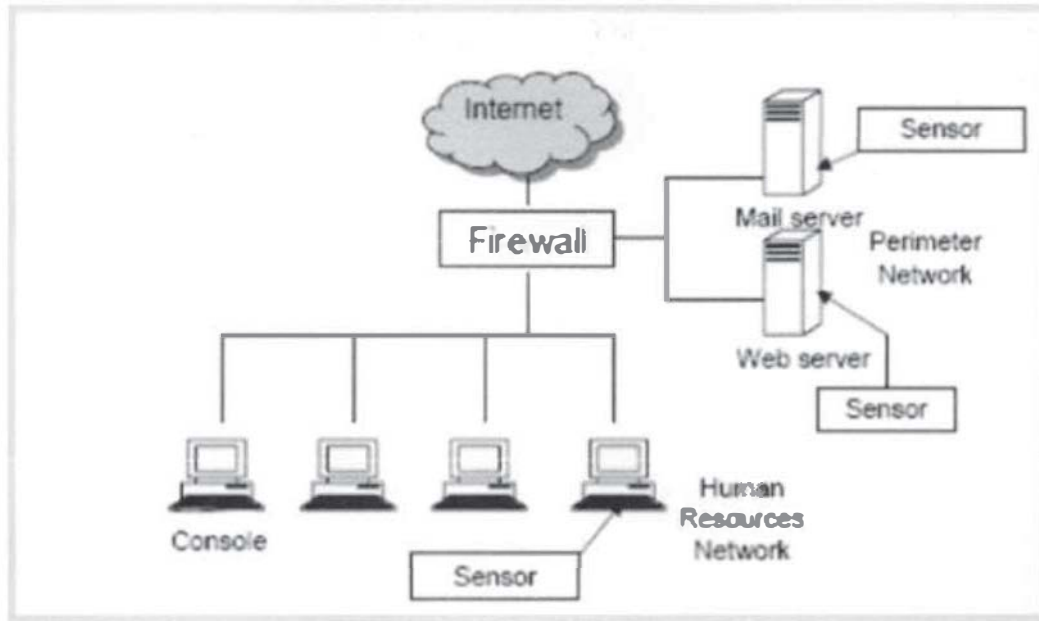 Internet
Sensor
Firewall
Mail server
Perimeter
Network
Web server
Sensor
Console
Human
Resources
Network
Sensor